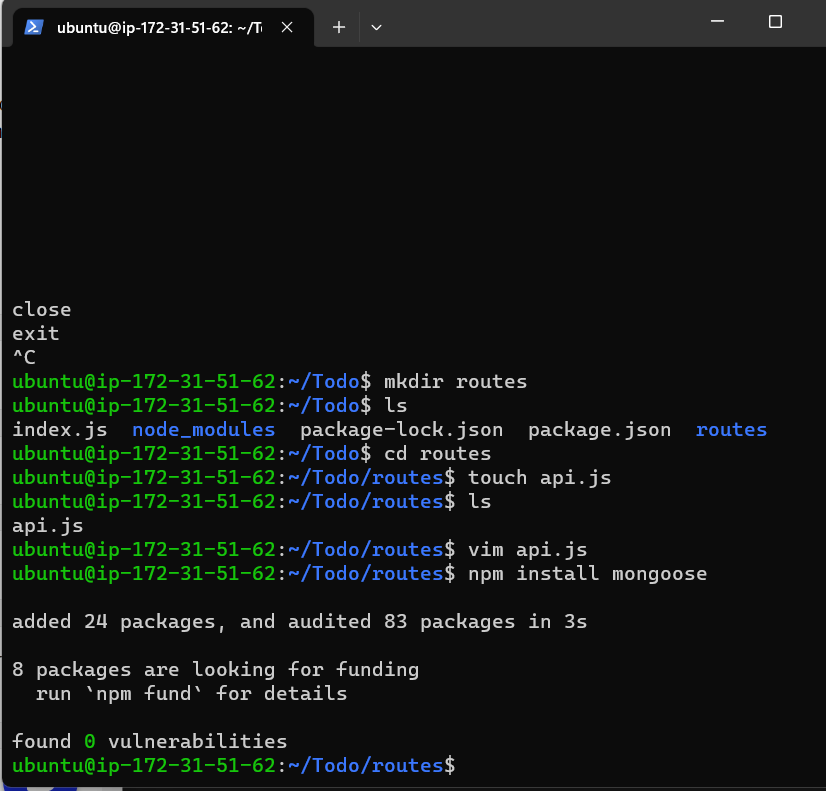 ubuntu@ip-172-31-51-62: ~/T
close
exit
^C
ubuntu@ip-172-31-51-62:~/Todo$ mkdir routes
ubuntu@ip-172-31-51-62:~/Todo$ ls
index.js  node_modules  package-lock.json  package.json  routes
ubuntu@ip-172-31-51-62:~/Todo$ cd routes
ubuntu@ip-172-31-51-62:~/Todo/routes$ touch api.js
ubuntu@ip-172-31-51-62:~/Todo/routes$ ls
api.js
ubuntu@ip-172-31-51-62:~/Todo/routes$ vim api.js
ubuntu@ip-172-31-51-62:~/Todo/routes$ npm install mongoose
added 24 packages, and audited 83 packages in 3s
8 packages are looking for funding
  run `npm fund` for details
found 0 vulnerabilities
ubuntu@ip-172-31-51-62:~/Todo/routes$